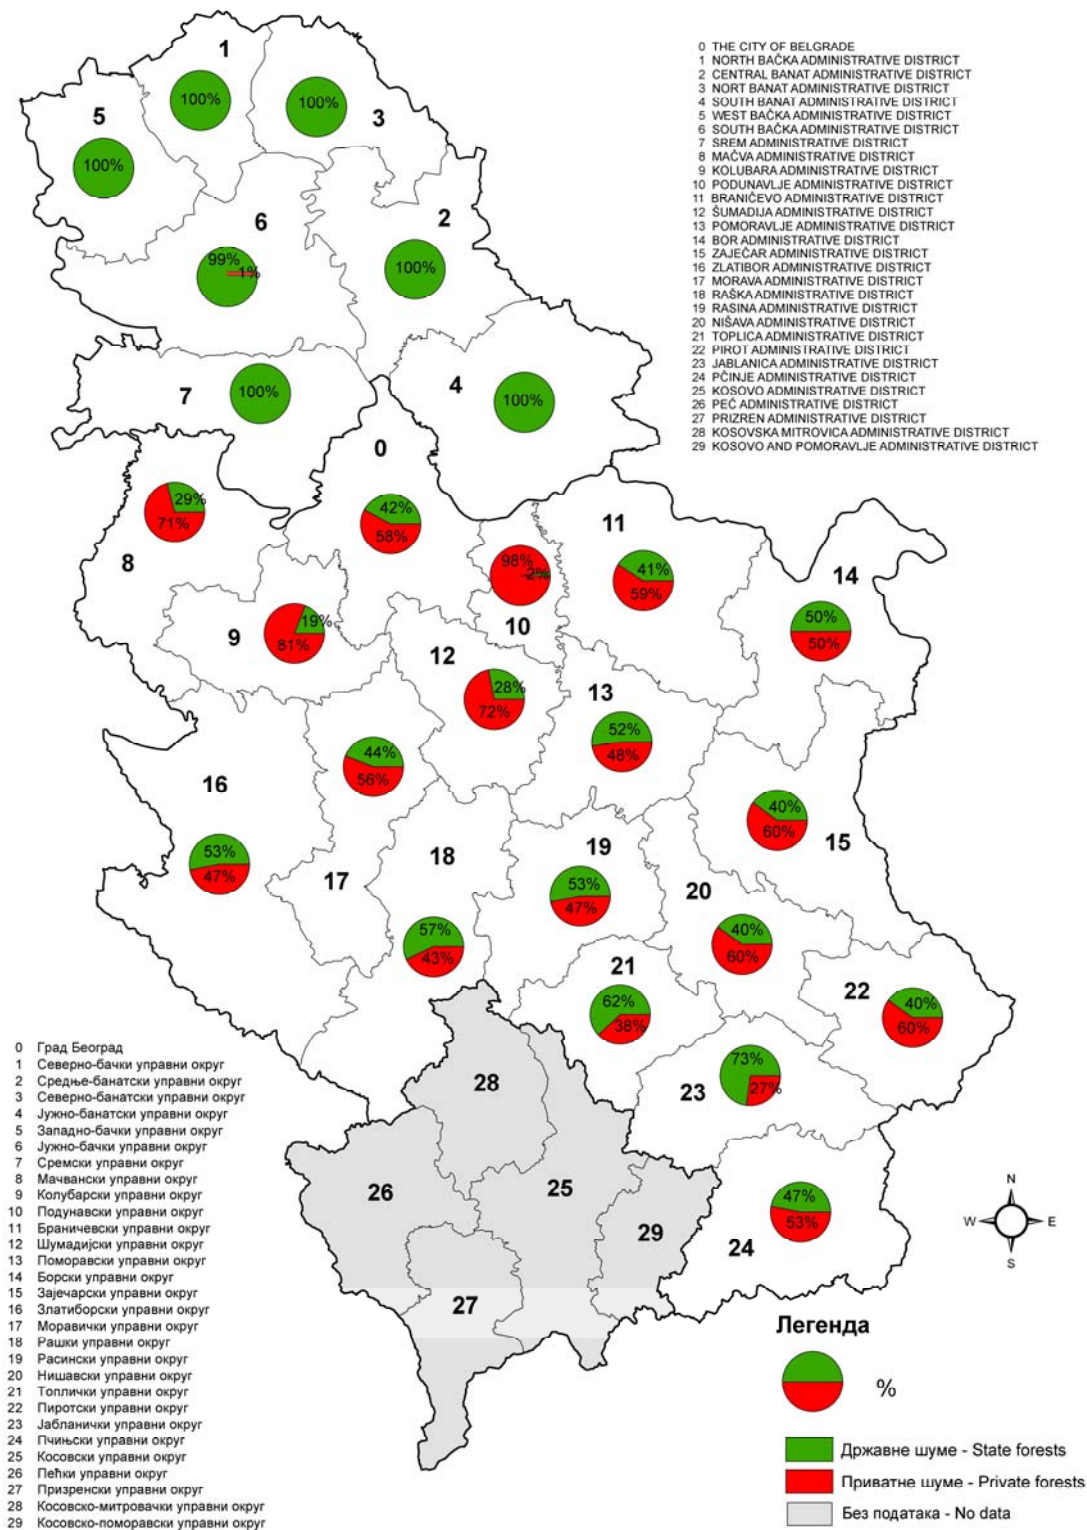 0 THE CITY OF BELGRADE
1 NORTH BAČKA ADMINISTRATIVE DISTRICT
2 CENTRAL BANAT ADMINISTRATIVE DISTRICT
3 NORT BANAT ADMINISTRATIVE DISTRICT
4 SOUTH BANAT ADMINISTRATIVE DISTRICT
5 WEST BAČKA ADMINISTRATIVE DISTRICT
6 SOUTH BAČKA ADMINISTRATIVE DISTRICT
7 SREM ADMINISTRATIVE DISTRICT
8 MAČVA ADMINISTRATIVE DISTRICT
9 KOLUBARA ADMINISTRATIVE DISTRICT
10 PODUNAVLJE ADMINISTRATIVE DISTRICT
11 BRANIČEVO ADMINISTRATIVE DISTRICT
12 ŠUMADIJA ADMINISTRATIVE DISTRICT
13 POMORAVLJE ADMINISTRATIVE DISTRICT
14 BOR ADMINISTRATIVE DISTRICT
15 ZAJEČAR ADMINISTRATIVE DISTRICT
16 ZLATIBOR ADMINISTRATIVE DISTRICT
17 MORAVA ADMINISTRATIVE DISTRICT
18 RAŠKA ADMINISTRATIVE DISTRICT
19 RASINA ADMINISTRATIVE DISTRICT
20 NIŠAVA ADMINISTRATIVE DISTRICT
21 TOPLICA ADMINISTRATIVE DISTRICT
22 PIROT ADMINISTRATIVE DISTRICT
23 JABLANICA ADMINISTRATIVE DISTRICT
24 PČINJE ADMINISTRATIVE DISTRICT
25 KOSOVO ADMINISTRATIVE DISTRICT
26 PEĆ ADMINISTRATIVE DISTRICT
27 PRIZREN ADMINISTRATIVE DISTRICT
28 KOSOVSKA MITROVICA ADMINISTRATIVE DISTRICT
29 KOSOVO AND POMORAVLJE ADMINISTRATIVE DISTRICT
1
100%
3
100%
5
100%
6
99%
1%
2
100%
7
100%
4
100%
0
42%
58%
8
29%
71%
9
19%
81%
10
98%
2%
11
41%
59%
14
50%
50%
12
28%
72%
13
52%
48%
44%
56%
17
16
53%
47%
15
40%
60%
18
57%
43%
19
53%
47%
20
40%
60%
21
62%
38%
22
40%
60%
23
73%
27%
24
47%
53%
28
26
25
29
27
N
W
E
S
0 Град Београд
1 Северно-бачки управни округ
2 Средње-банатски управни округ
3 Северно-банатски управни округ
4 Јужно-банатски управни округ
5 Западно-бачки управни округ
6 Јужно-бачки управни округ
7 Сремски управни округ
8 Мачвански управни округ
9 Колубарски управни округ
10 Подунавски управни округ
11 Браничевски управни округ
12 Шумадијски управни округ
13 Поморавски управни округ
14 Борски управни округ
15 Зајечарски управни округ
16 Златиборски управни округ
17 Моравички управни округ
18 Рашки управни округ
19 Расински управни округ
20 Нишавски управни округ
21 Топлички управни округ
22 Пиротски управни округ
23 Јабланички управни округ
24 Пчињски управни округ
25 Косовски управни округ
26 Пећки управни округ
27 Призренски управни округ
28 Косовско-митровачки управни округ
29 Косовско-поморавски управни округ
Легенда
%
Државне шуме - State forests
Приватне шуме - Private forests
Без података - No data